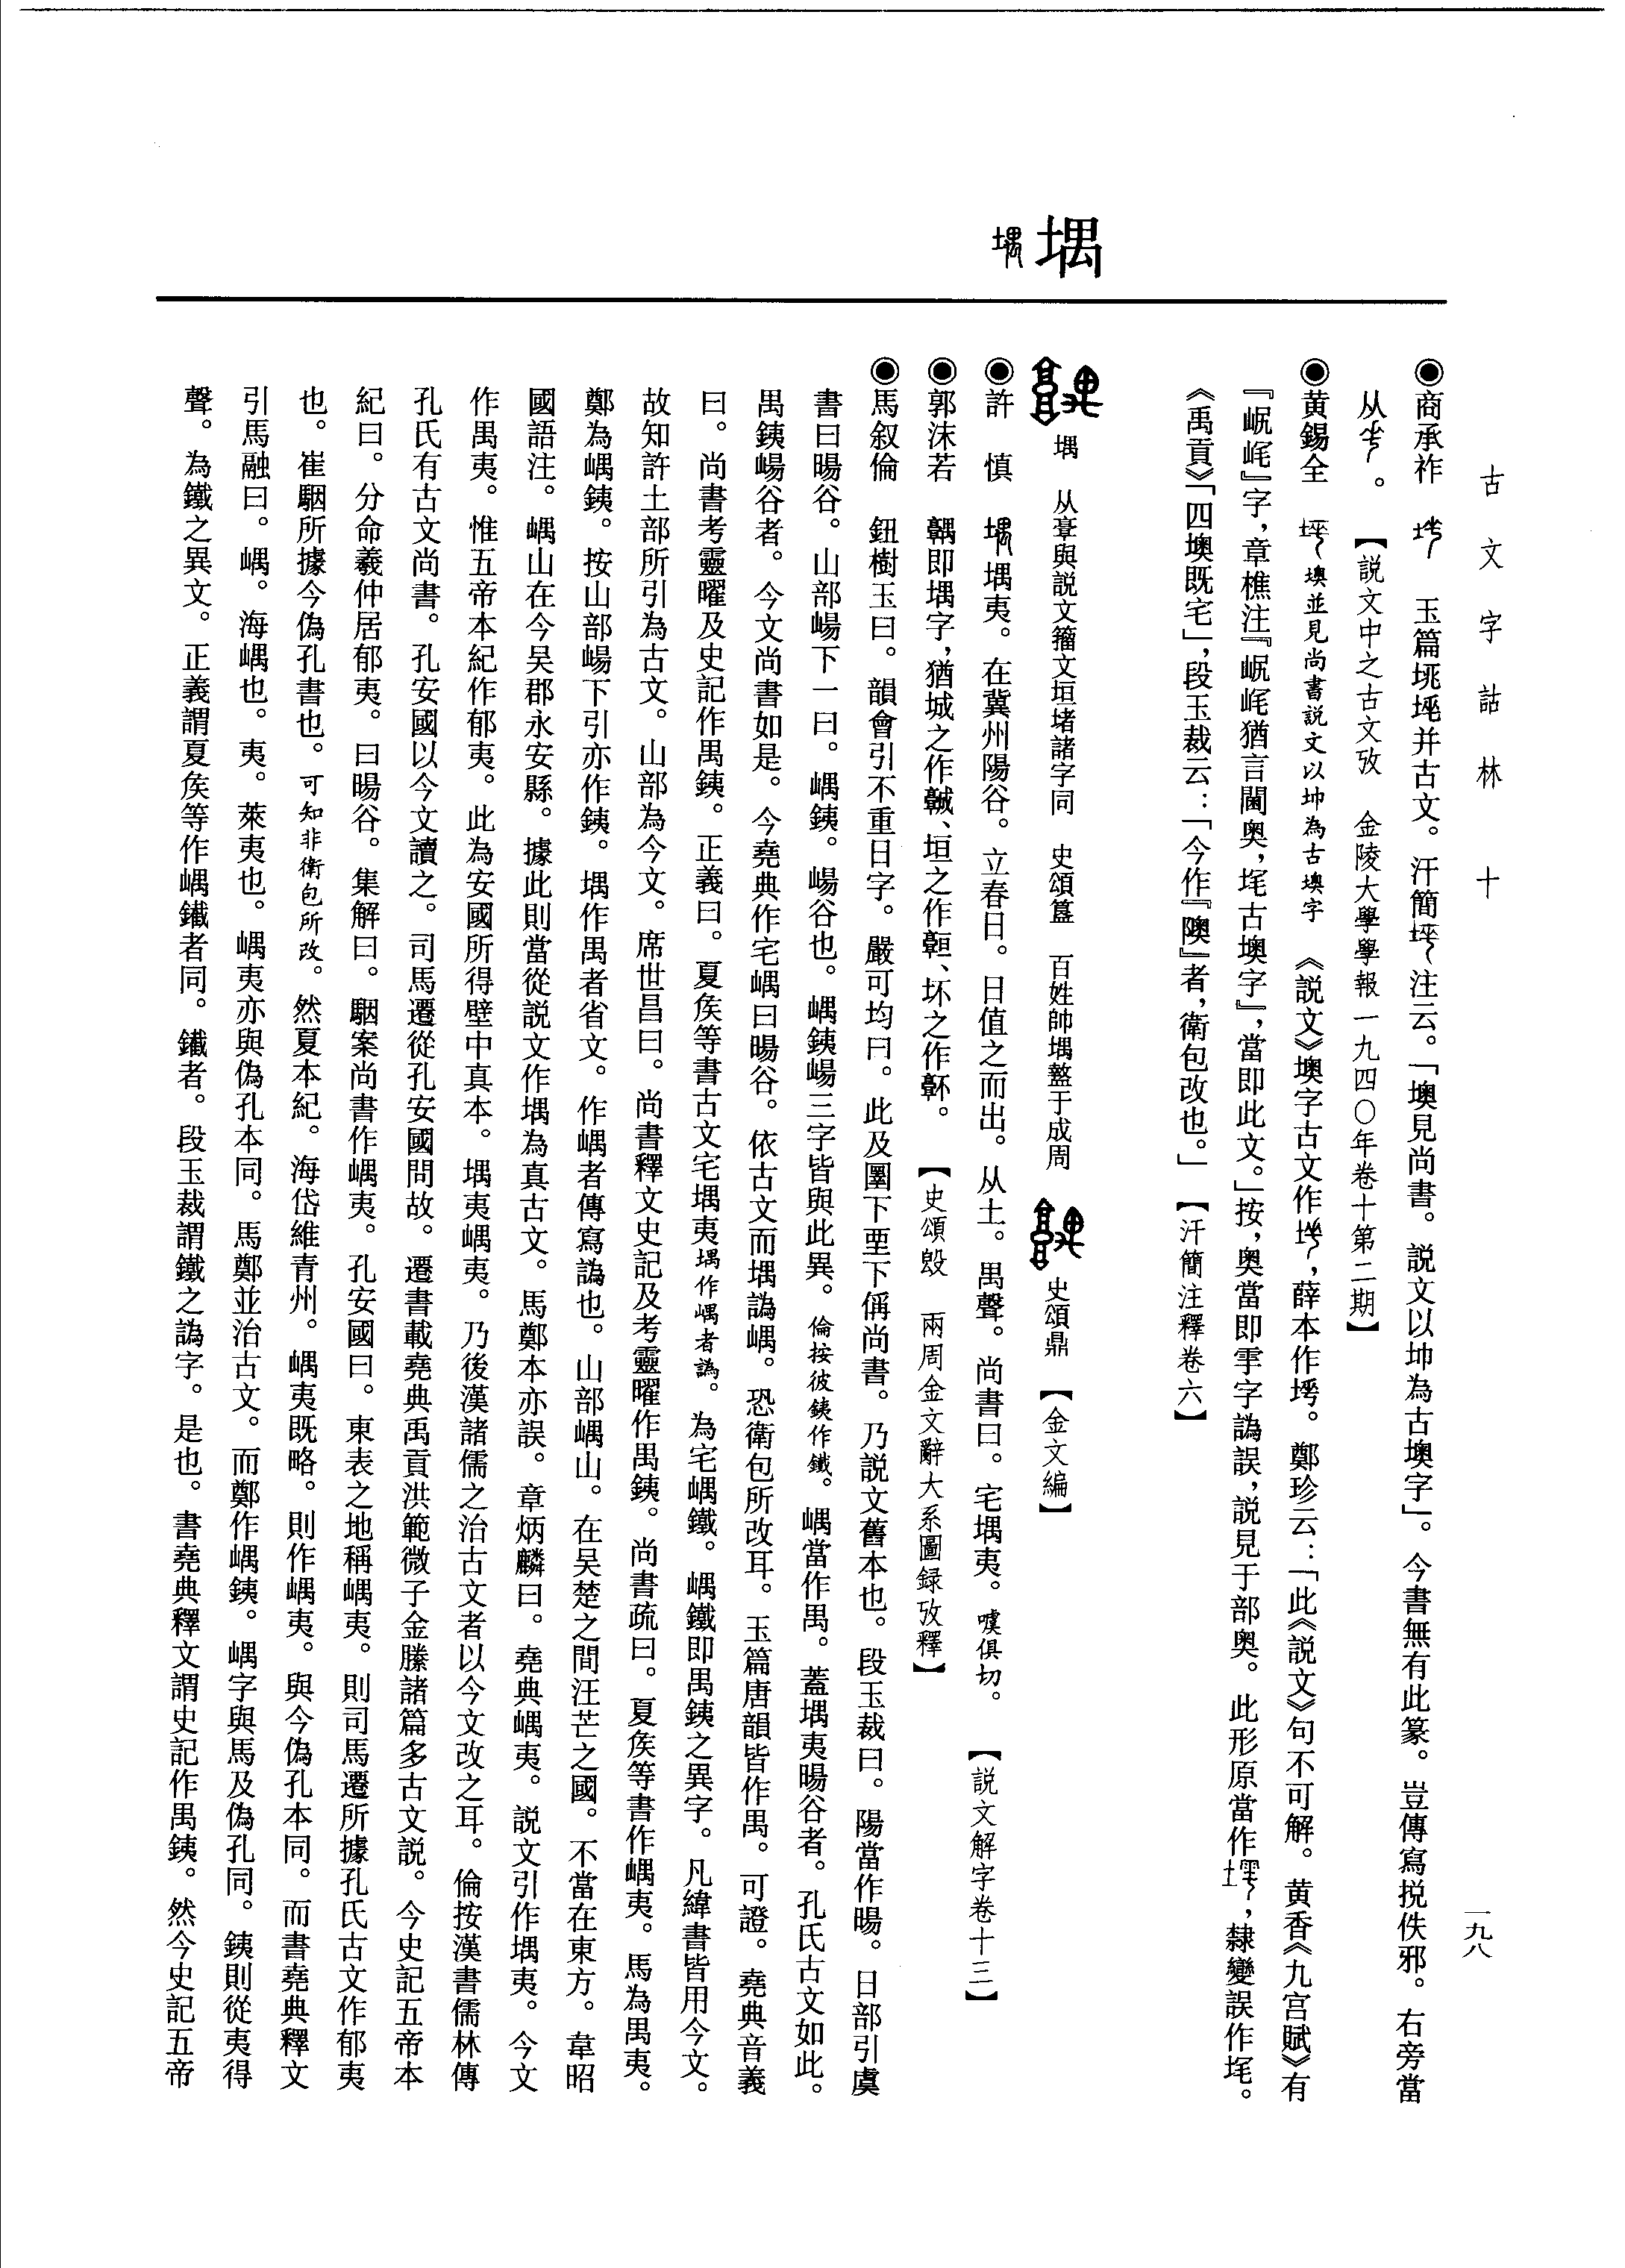 古文字詁林 十
一九八
堣
◉商承祚 玉篇垗𡊪并古文。汗簡注云。「墺見尚書。説文以坤為古墺字」。今書無有此篆。豈傳寫挩佚邪。右旁當
从。 【説文中之古文攷 金陵大學學報一九四〇年卷十第二期】
◉黄錫全 墺並見尚書説文以坤為古墺字 《説文》墺字古文作，薛本作。鄭珍云：「此《説文》句不可解。黄香《九宫賦》有
『㞾㞹』字，章樵注『㞾㞹猶言閫奥，𡊪古墺字』，當即此文。」按，奥當即雽字譌誤，説見于部奥。此形原當作，隸變誤作𡊪。
《禹貢》「四墺既宅」，段玉裁云：「今作『隩』者，衛包改也。」 【汗簡注釋卷六】
堣 从𩫖與説文籀文垣堵諸字同 史頌簋 百姓帥堣盩于成周 史頌鼎 【金文編】
◉許 慎 堣夷。在冀州陽谷。立春日。日值之而出。从土。禺聲。尚書曰。宅堣夷。噳俱切。 【説文解字卷十三】
◉郭沫若 即堣字，猶城之作𩫨、垣之作𩫥、坏之作。 【史頌𣪘 兩周金文辭大系圖録攷釋】
◉馬叙倫 鈕樹玉曰。韻會引不重日字。嚴可均曰。此及圛下垔下偁尚書。乃説文舊本也。段玉裁曰。陽當作暘。日部引虞
書曰暘谷。山部崵下一曰。嵎銕。崵谷也。嵎銕崵三字皆與此異。倫按彼銕作鐵。嵎當作禺。蓋堣夷暘谷者。孔氏古文如此。
禺銕崵谷者。今文尚書如是。今堯典作宅嵎曰暘谷。依古文而堣譌嵎。恐衛包所改耳。玉篇唐韻皆作禺。可證。堯典音義
曰。尚書考靈曜及史記作禺銕。正義曰。夏矦等書古文宅堣夷堣作嵎者譌。為宅嵎鐵。嵎鐵即禺銕之異字。凡緯書皆用今文。
故知許土部所引為古文。山部為今文。席世昌曰。尚書釋文史記及考靈曜作禺銕。尚書疏曰。夏矦等書作嵎夷。馬為禺夷。
鄭為嵎銕。按山部崵下引亦作銕。堣作禺者省文。作嵎者傳寫譌也。山部嵎山。在吴楚之間汪芒之國。不當在東方。韋昭
國語注。嵎山在今吴郡永安縣。據此則當從説文作堣為真古文。馬鄭本亦誤。章炳麟曰。堯典嵎夷。説文引作堣夷。今文
作禺夷。惟五帝本紀作郁夷。此為安國所得壁中真本。堣夷嵎夷。乃後漢諸儒之治古文者以今文改之耳。倫按漢書儒林傳
孔氏有古文尚書。孔安國以今文讀之。司馬遷從孔安國問故。遷書載堯典禹貢洪範微子金縢諸篇多古文説。今史記五帝本
紀曰。分命羲仲居郁夷。曰暘谷。集解曰。駰案尚書作嵎夷。孔安國曰。東表之地稱嵎夷。則司馬遷所據孔氏古文作郁夷
也。崔駰所據今偽孔書也。可知非衛包所改。然夏本紀。海岱維青州。嵎夷既略。則作嵎夷。與今偽孔本同。而書堯典釋文
引馬融曰。嵎。海嵎也。夷。萊夷也。嵎夷亦與偽孔本同。馬鄭並治古文。而鄭作嵎銕。嵎字與馬及偽孔同。銕則從夷得
聲。為鐵之異文。正義謂夏矦等作嵎鐵者同。鐵者。段玉裁謂鐵之譌字。是也。書堯典釋文謂史記作禺銕。然今史記五帝